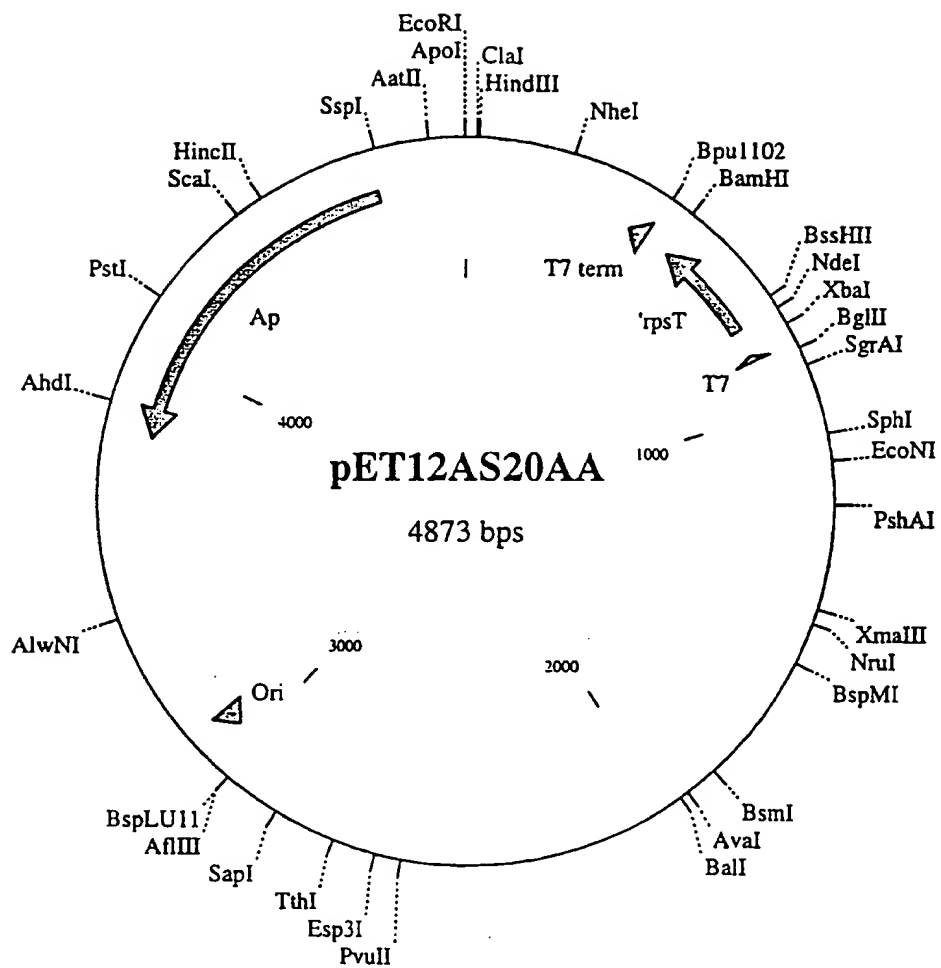 EcoRI
ApoI
ClaI
HindIII
AatII
SspI
NheI
HincII
ScaI
Bpu1102
BamHI
PstI
BssHII
NdeI
XbaI
BglII
SgrAI
T7 term
'rpsT
Ap
T7
AhdI
4000
1000
SphI
EcoNI
pET12AS20AA
4873 bps
PshAI
AlwNI
3000
2000
XmaIII
NruI
BspMI
Ori
BspLU11
AflIII
SapI
TthI
Esp3I
PvuII
BsmI
AvaI
BalI